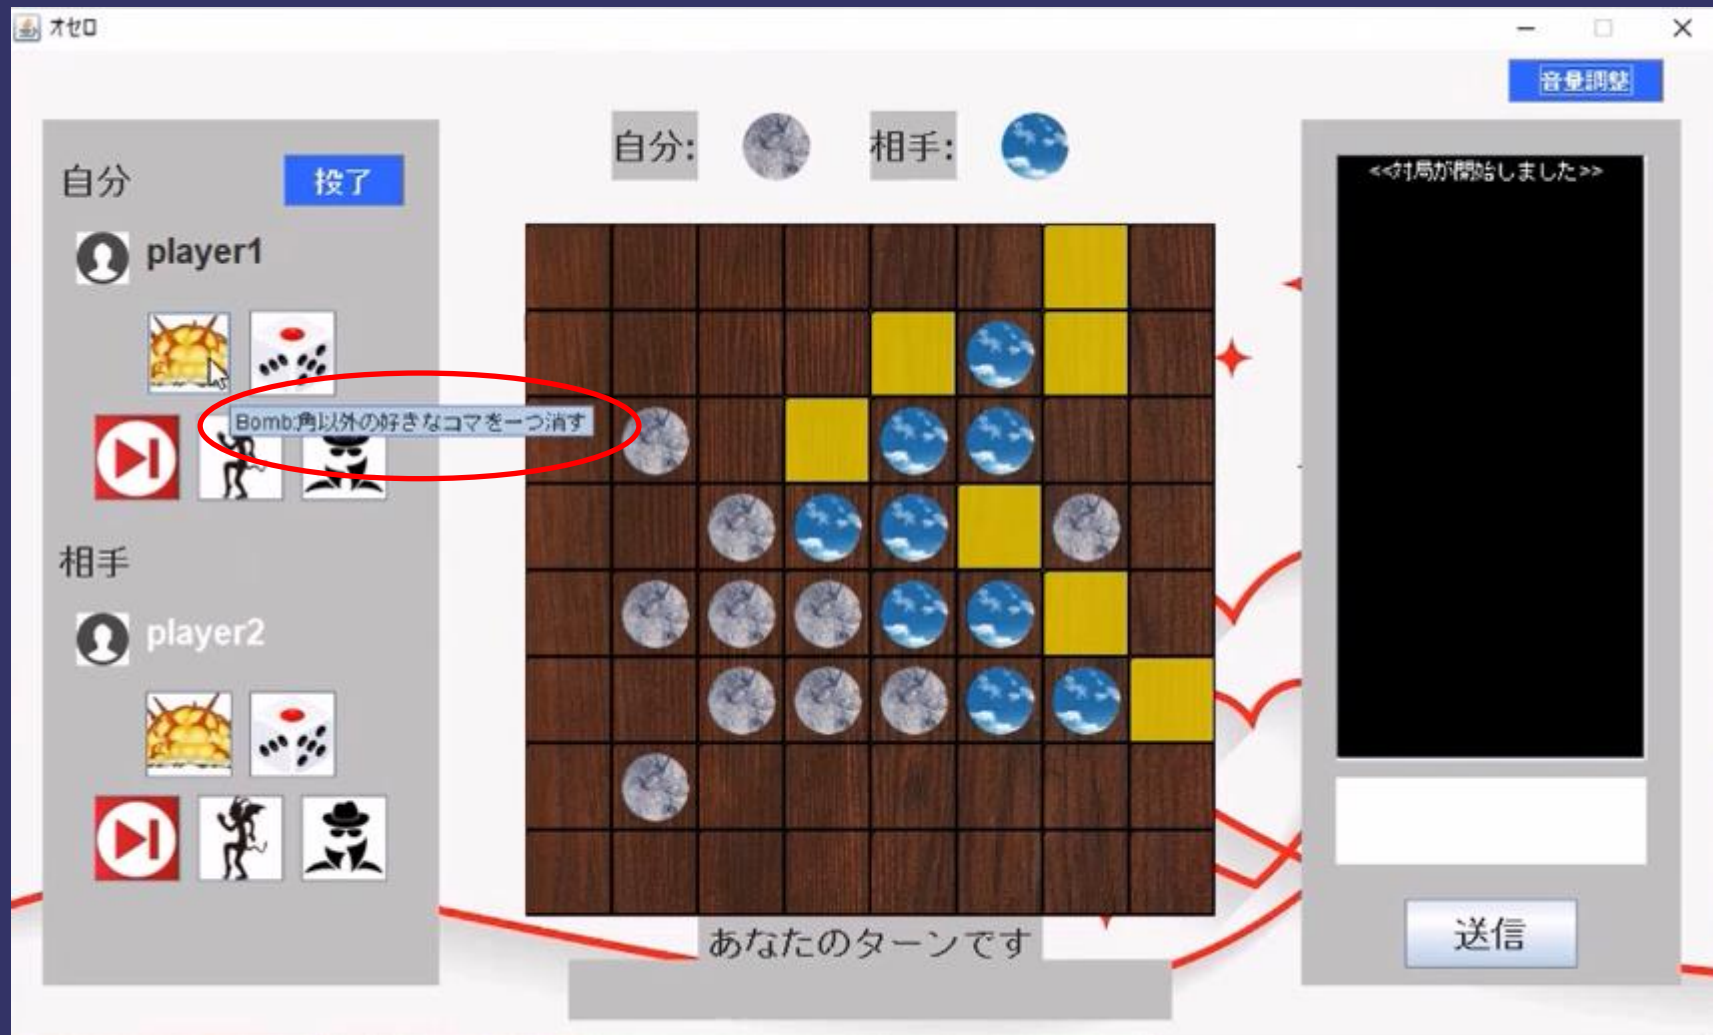 オセロ
音量調整
自分: 相手:
自分
投了
player1
Bomb:角以外の好きなコマを一つ消す
相手
player2
<<対局が開始しました>>
あなたのターンです
送信